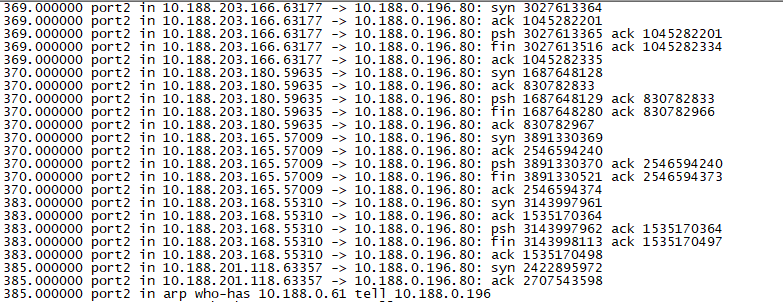 369.000000 port2 in 10.188.203.166.63177 -> 10.188.0.196.80: syn 3027613364
369.000000 port2 in 10.188.203.166.63177 -> 10.188.0.196.80: ack 1045282201
369.000000 port2 in 10.188.203.166.63177 -> 10.188.0.196.80: psh 3027613365 ack 1045282201
369.000000 port2 in 10.188.203.166.63177 -> 10.188.0.196.80: fin 3027613516 ack 1045282334
369.000000 port2 in 10.188.203.166.63177 -> 10.188.0.196.80: ack 1045282335
370.000000 port2 in 10.188.203.180.59635 -> 10.188.0.196.80: syn 1687648128
370.000000 port2 in 10.188.203.180.59635 -> 10.188.0.196.80: ack 830782833
370.000000 port2 in 10.188.203.180.59635 -> 10.188.0.196.80: psh 1687648129 ack 830782833
370.000000 port2 in 10.188.203.180.59635 -> 10.188.0.196.80: fin 1687648280 ack 830782966
370.000000 port2 in 10.188.203.180.59635 -> 10.188.0.196.80: ack 830782967
370.000000 port2 in 10.188.203.165.57009 -> 10.188.0.196.80: syn 3891330369
370.000000 port2 in 10.188.203.165.57009 -> 10.188.0.196.80: ack 2546594240
370.000000 port2 in 10.188.203.165.57009 -> 10.188.0.196.80: psh 3891330370 ack 2546594240
370.000000 port2 in 10.188.203.165.57009 -> 10.188.0.196.80: fin 3891330521 ack 2546594373
370.000000 port2 in 10.188.203.165.57009 -> 10.188.0.196.80: ack 2546594374
383.000000 port2 in 10.188.203.168.55310 -> 10.188.0.196.80: syn 3143997961
383.000000 port2 in 10.188.203.168.55310 -> 10.188.0.196.80: ack 1535170364
383.000000 port2 in 10.188.203.168.55310 -> 10.188.0.196.80: psh 3143997962 ack 1535170364
383.000000 port2 in 10.188.203.168.55310 -> 10.188.0.196.80: fin 3143998113 ack 1535170497
383.000000 port2 in 10.188.203.168.55310 -> 10.188.0.196.80: ack 1535170498
385.000000 port2 in 10.188.201.118.63357 -> 10.188.0.196.80: syn 2422895972
385.000000 port2 in 10.188.201.118.63357 -> 10.188.0.196.80: ack 2707543598
385.000000 port2 in arp who-has 10.188.0.61 tell 10.188.0.196